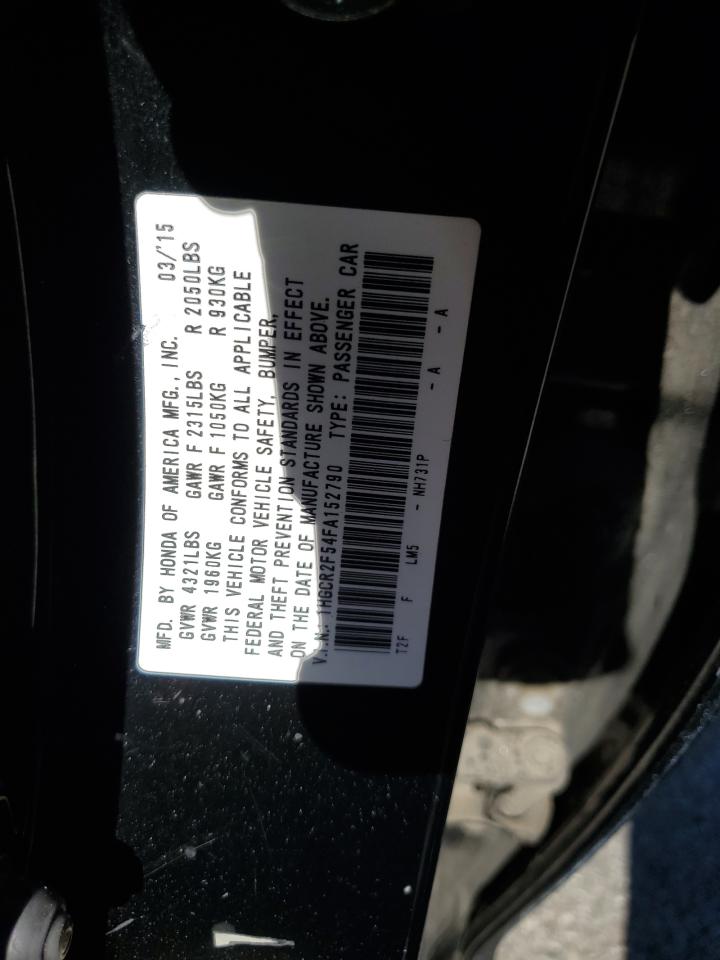 MFD. BY HONDA OF AMERICA MFG., INC. 03/'15
GVWR 4321LBS GAWR F 2315LBS R 2050LBS
GVWR 1960KG GAWR F 1050KG R 930KG
THIS VEHICLE CONFORMS TO ALL APPLICABLE
FEDERAL MOTOR VEHICLE SAFETY, BUMPER,
AND THEFT PREVENTION STANDARDS IN EFFECT
ON THE DATE OF MANUFACTURE SHOWN ABOVE.
V.I.N.: 1HGCR2F54FA152790 TYPE: PASSENGER CAR
T2F F LM5 - NH731P - A - A